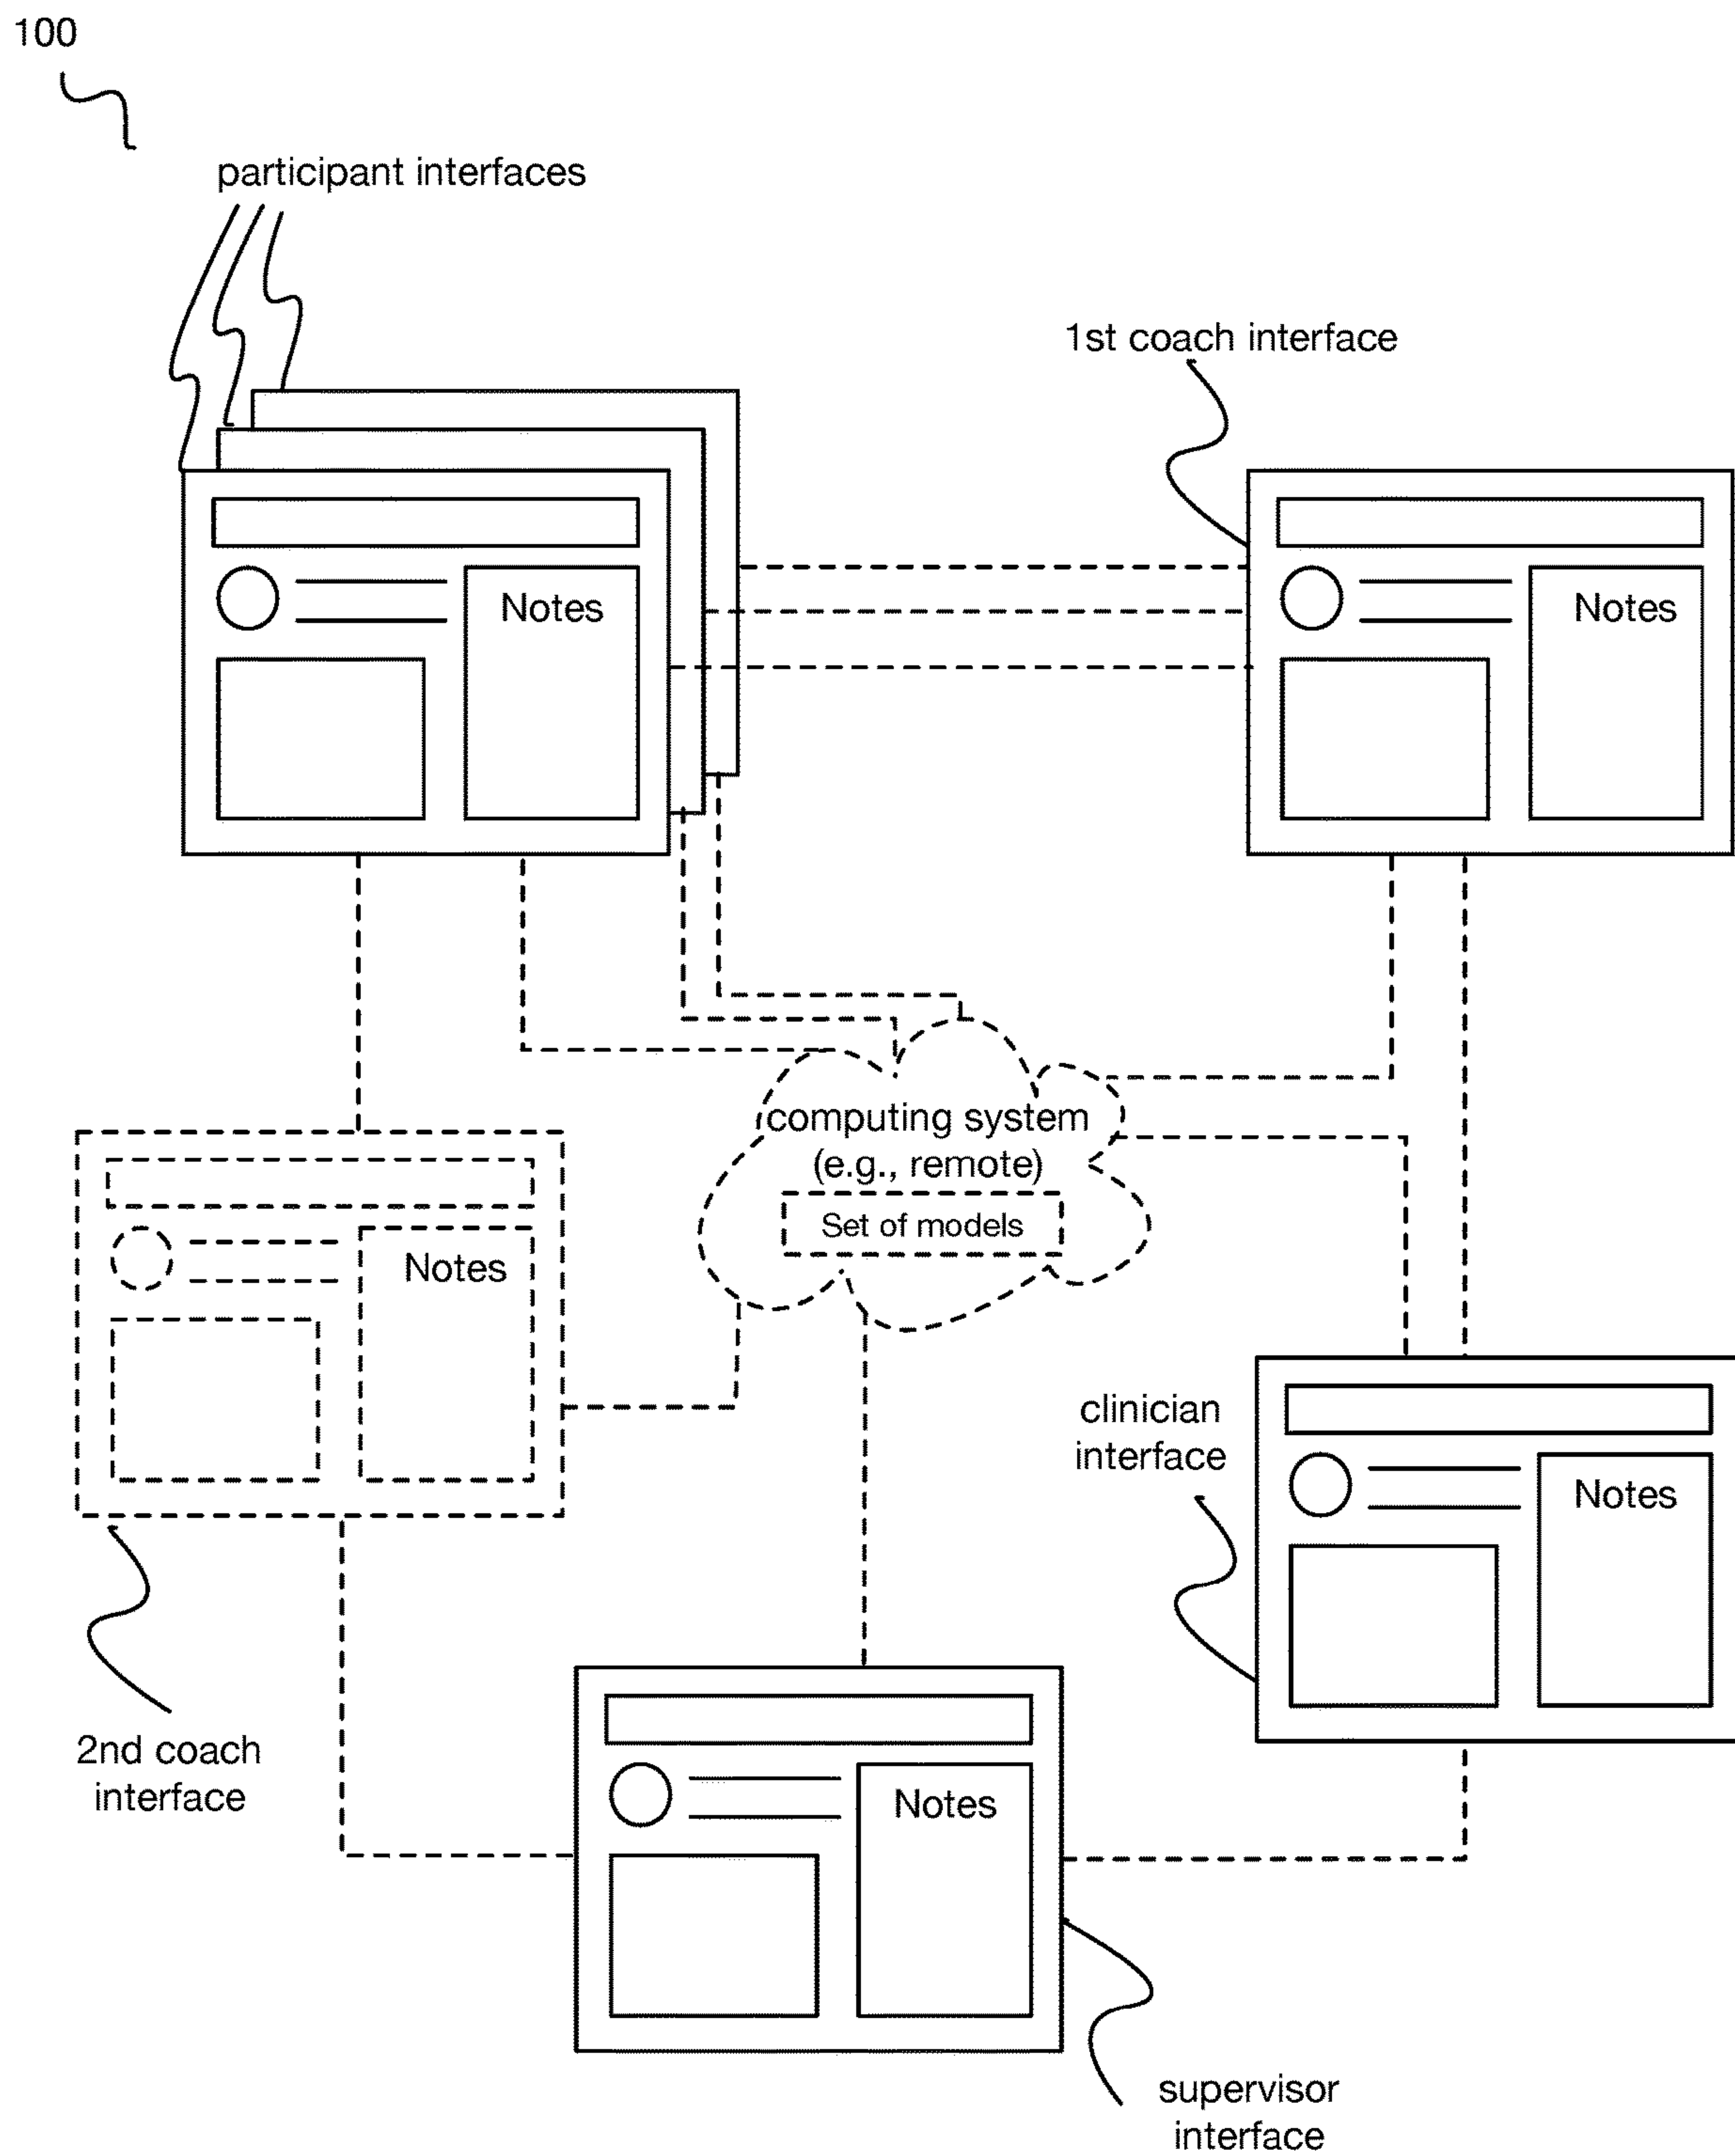 100
participant interfaces
1st coach interface
Notes
Notes
computing system
(e.g., remote)
Set of models
Notes
clinician
interface
Notes
2nd coach
interface
Notes
supervisor
interface